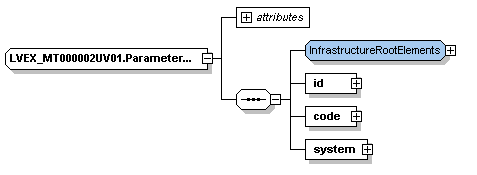 attributes
LVEX_MT000002UV01.Parameter...
InfrastructureRootElements
id
code
system